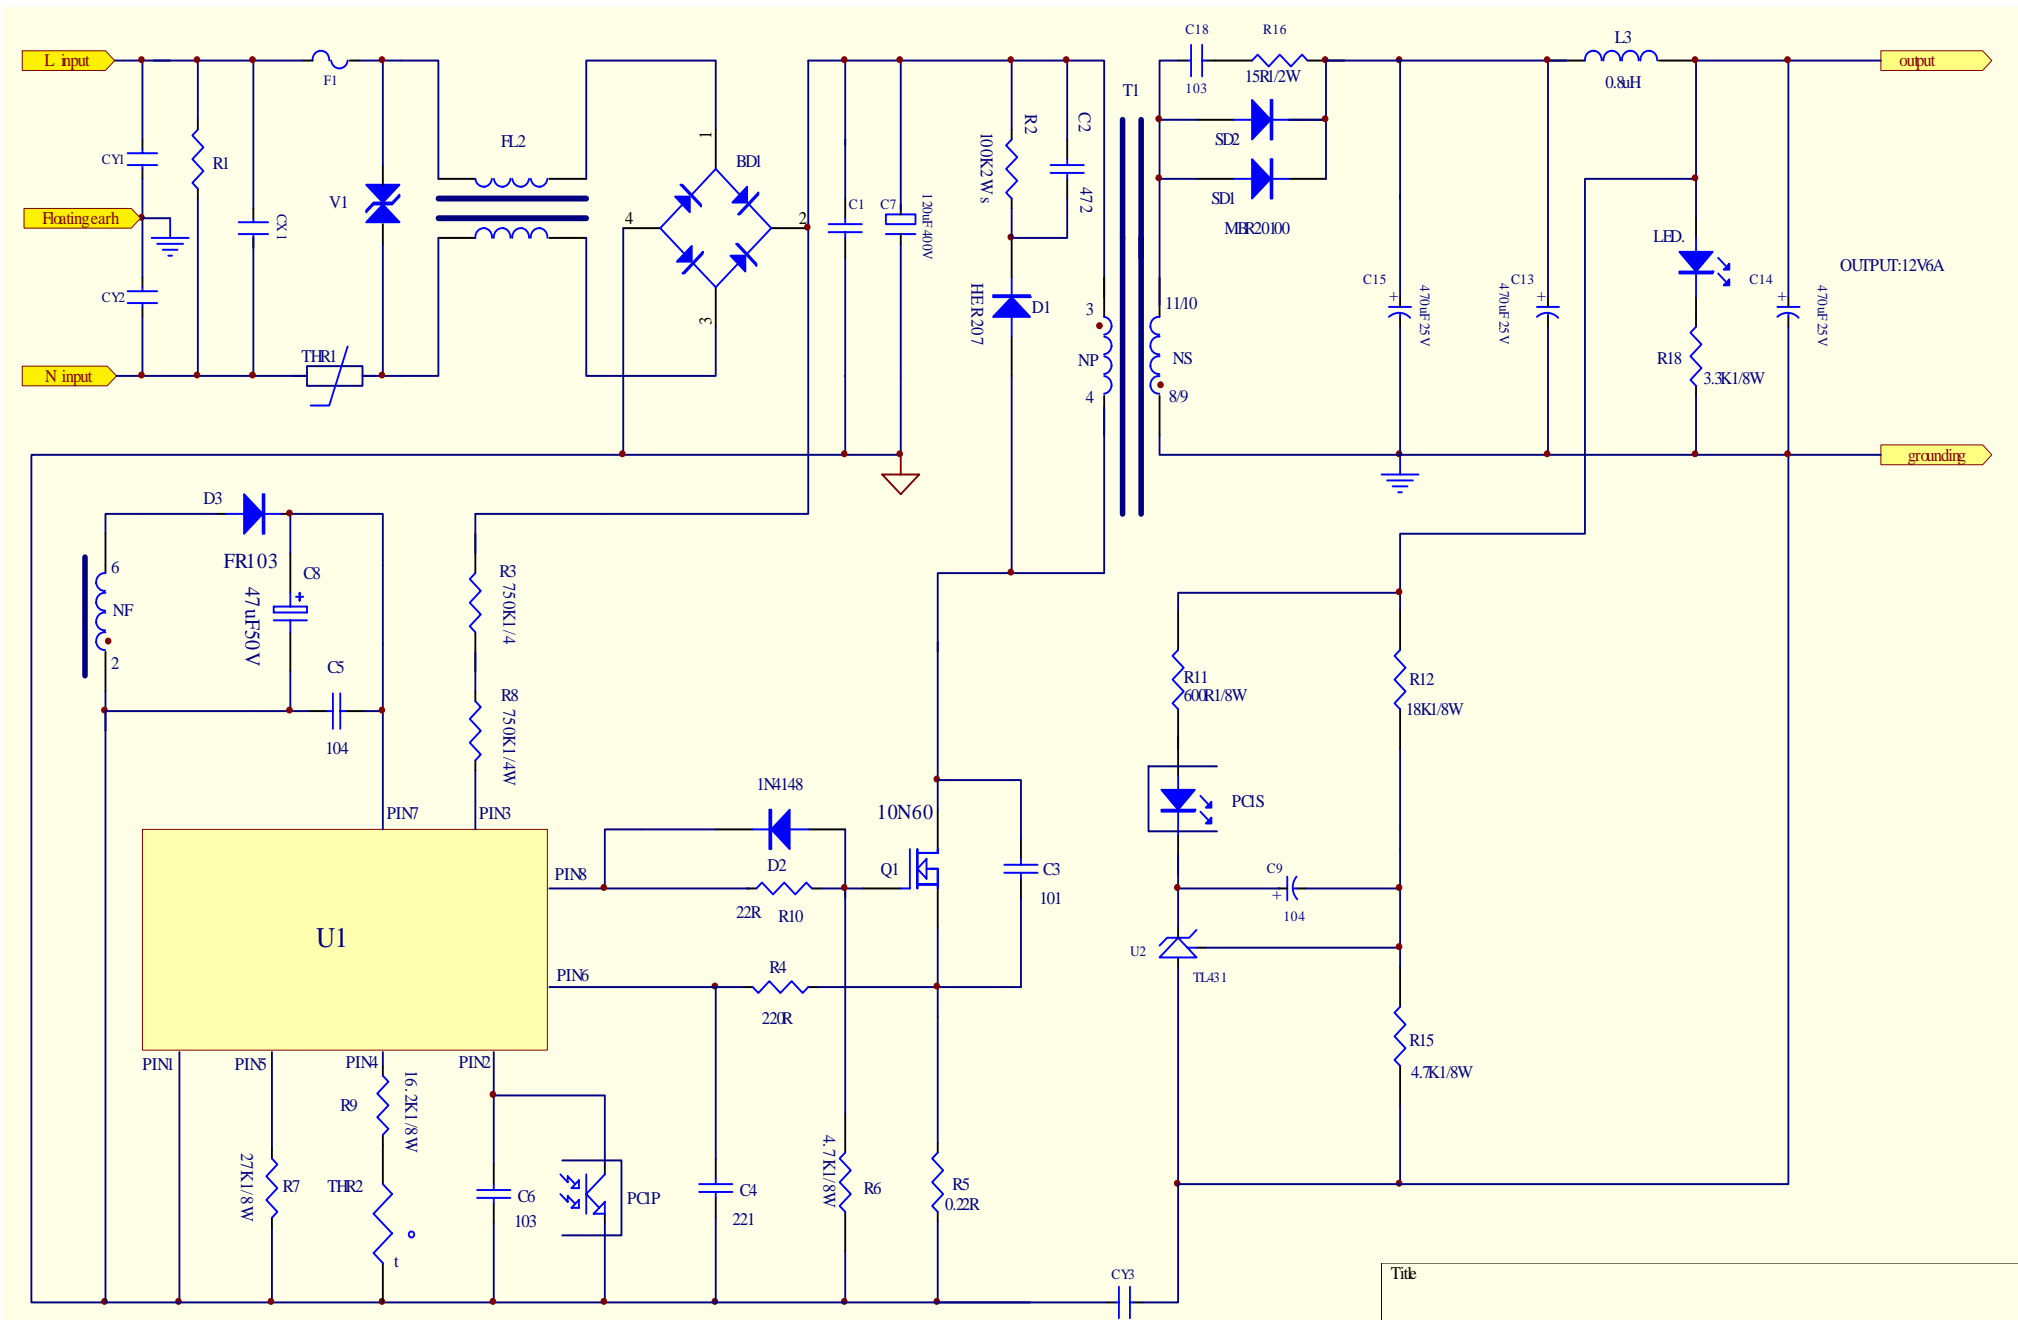 L input
F1
C18
R16
L3
output
15R1/2W
103
0.8uH
T1
CY1
R1
FL2
1
BD1
R2
100K2Ws
C2
472
SD2
V1
SD1
MBR20100
Floating earh
CX1
4
2
C1
C7
120uF400V
LED.
OUTPUT:12V6A
CY2
3
HER207
D1
3
11/10
C15
470uF25V
470uF25V
C13
C14
470uF25V
THR1
NP
NS
R18
3.3K1/8W
N input
4
8/9
grounding
D3
FR103
6
C8
R3
750K1/4
NF
47uF50V
2
C5
R11
600R1/8W
R12
18K1/8W
R8
750K1/4W
104
1N4148
PIN7
PIN3
10N60
PC1S
D2
Q1
C3
C9
PIN8
22R
R10
101
104
U1
U2
TL431
PIN6
R4
220R
R15
4.7K1/8W
PIN1
PIN5
PIN4
PIN2
R9
16.2K1/8W
27K1/8W
R7
THR2
C6
103
PC1P
C4
221
4.7K1/8W
R6
R5
0.22R
t
CY3
Title